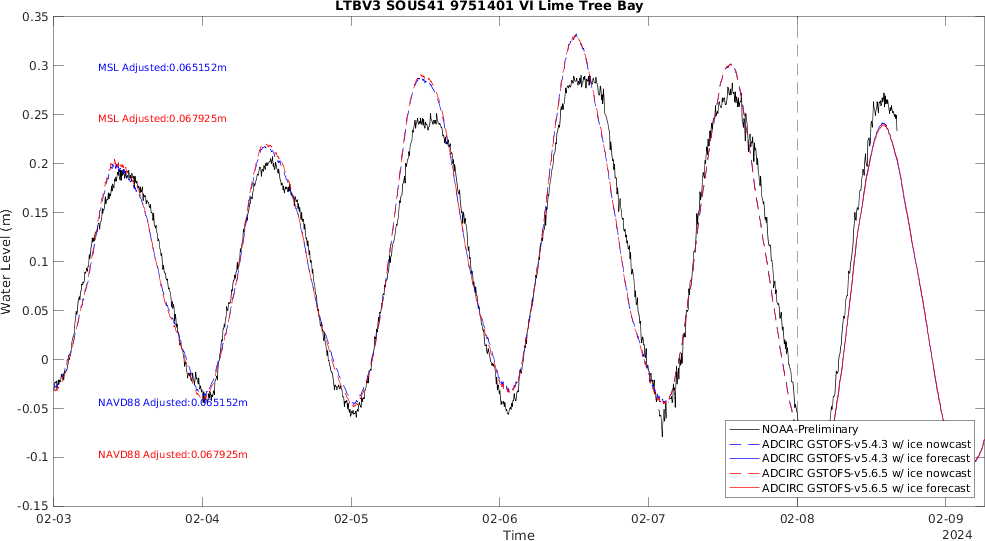 LTBV3 SOUS41 9751401 VI Lime Tree Bay
0.35
0.3
0.25
0.2
0.15
0.1
0.05
0
-0.05
-0.1
-0.15
Water Level (m)
MSL Adjusted:0.065152m
MSL Adjusted:0.067925m
NAVD88 Adjusted:0.065152m
NAVD88 Adjusted:0.067925m
NOAA-Preliminary
ADCIRC GSTOFS-v5.4.3 w/ ice nowcast
ADCIRC GSTOFS-v5.4.3 w/ ice forecast
ADCIRC GSTOFS-v5.6.5 w/ ice nowcast
ADCIRC GSTOFS-v5.6.5 w/ ice forecast
02-03 02-04 02-05 02-06 02-07 02-08 02-09
Time
2024